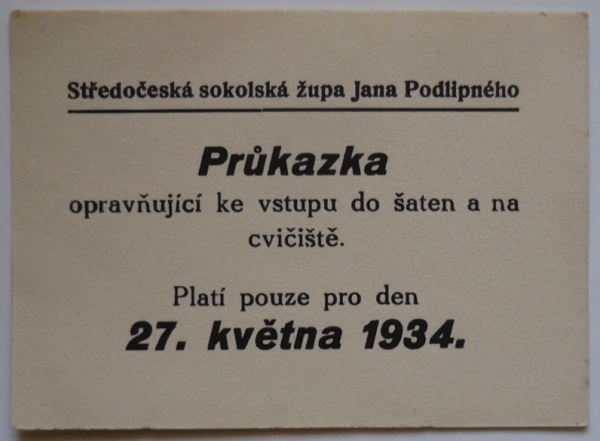 Středočeská sokolská župa Jana Podlipného
Průkazka
opravňující ke vstupu do šaten a na
cvičiště.
Platí pouze pro den
27. května 1934.